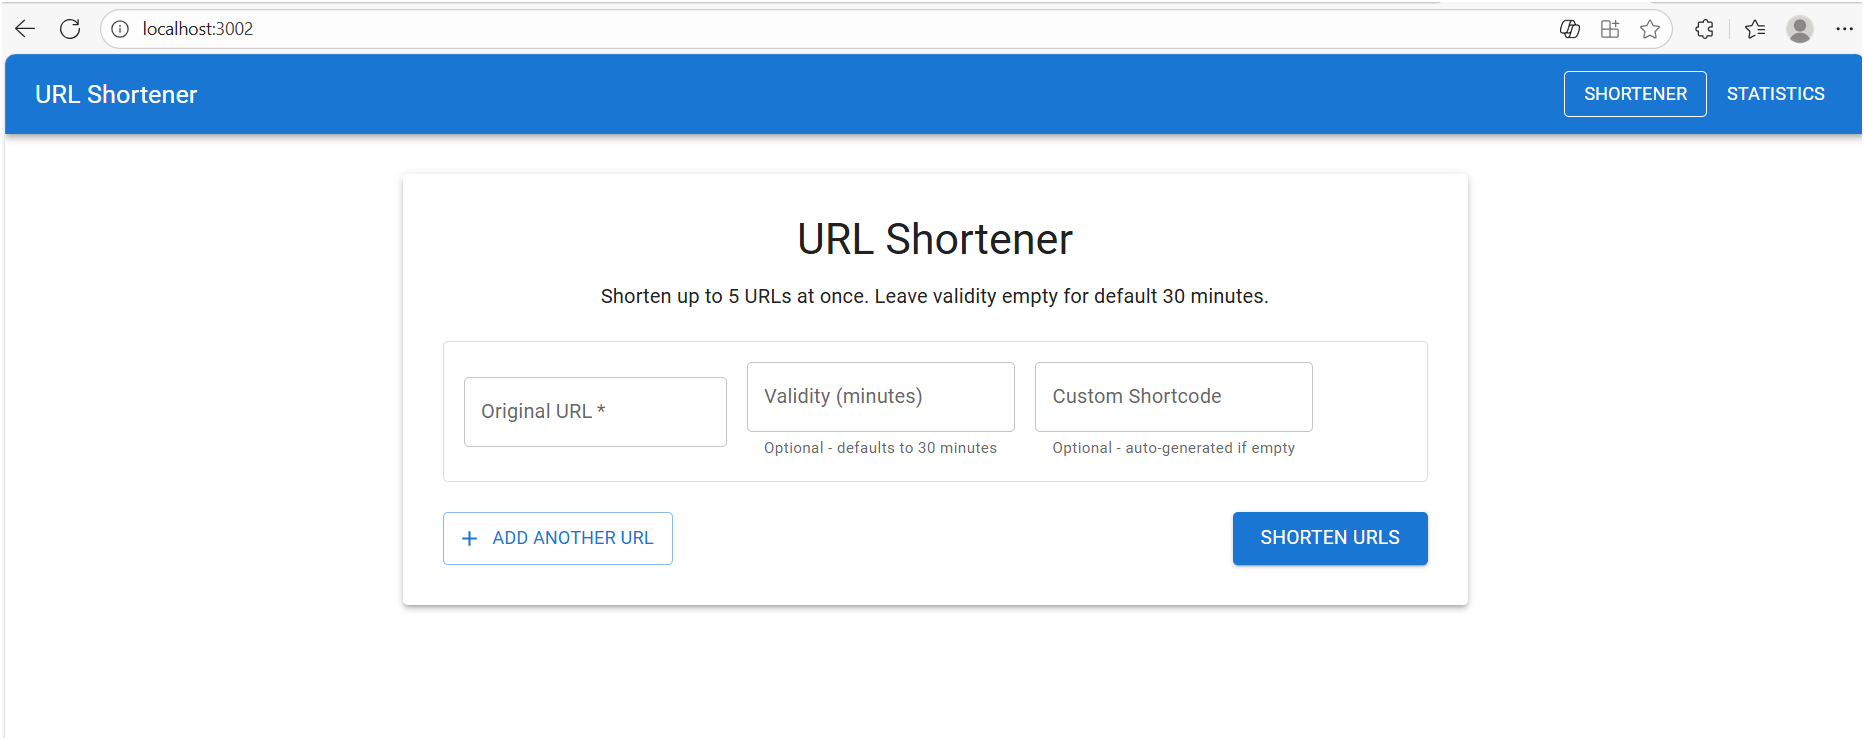 localhost:3002
URL Shortener
SHORTENER
STATISTICS
URL Shortener
Shorten up to 5 URLs at once. Leave validity empty for default 30 minutes.
Original URL *
Validity (minutes)
Optional - defaults to 30 minutes
Custom Shortcode
Optional - auto-generated if empty
+ ADD ANOTHER URL
SHORTEN URLS